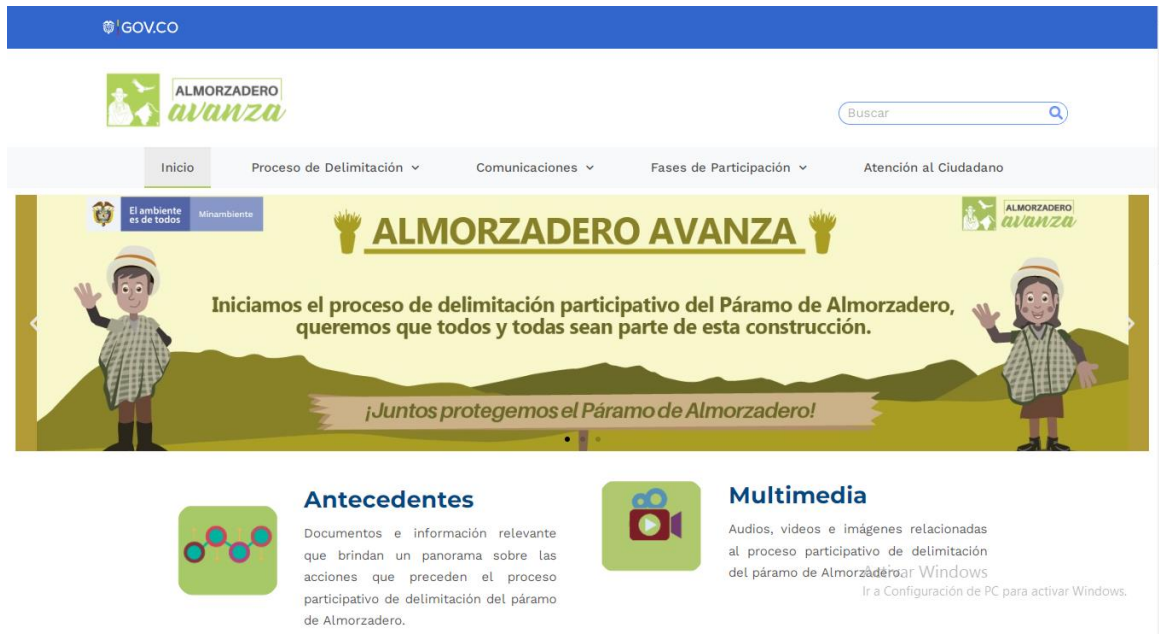 GOV.CO
ALMORZADERO
avanza
Buscar
Inicio Proceso de Delimitación Comunicaciones Fases de Participación Atención al Ciudadano
El ambiente
es de todos
Minambiente
ALMORZADERO
avanza
ALMORZADERO AVANZA
Iniciamos el proceso de delimitación participativo del Páramo de Almorzadero,
queremos que todos y todas sean parte de esta construcción.
¡Juntos protegemos el Páramo de Almorzadero!
Antecedentes
Documentos e información relevante
que brindan un panorama sobre las
acciones que preceden el proceso
participativo de delimitación del páramo
de Almorzadero.
Multimedia
Audios, videos e imágenes relacionadas
al proceso participativo de delimitación
del páramo de Almorzadero.
Activar Windows
Ir a Configuración de PC para activar Windows.